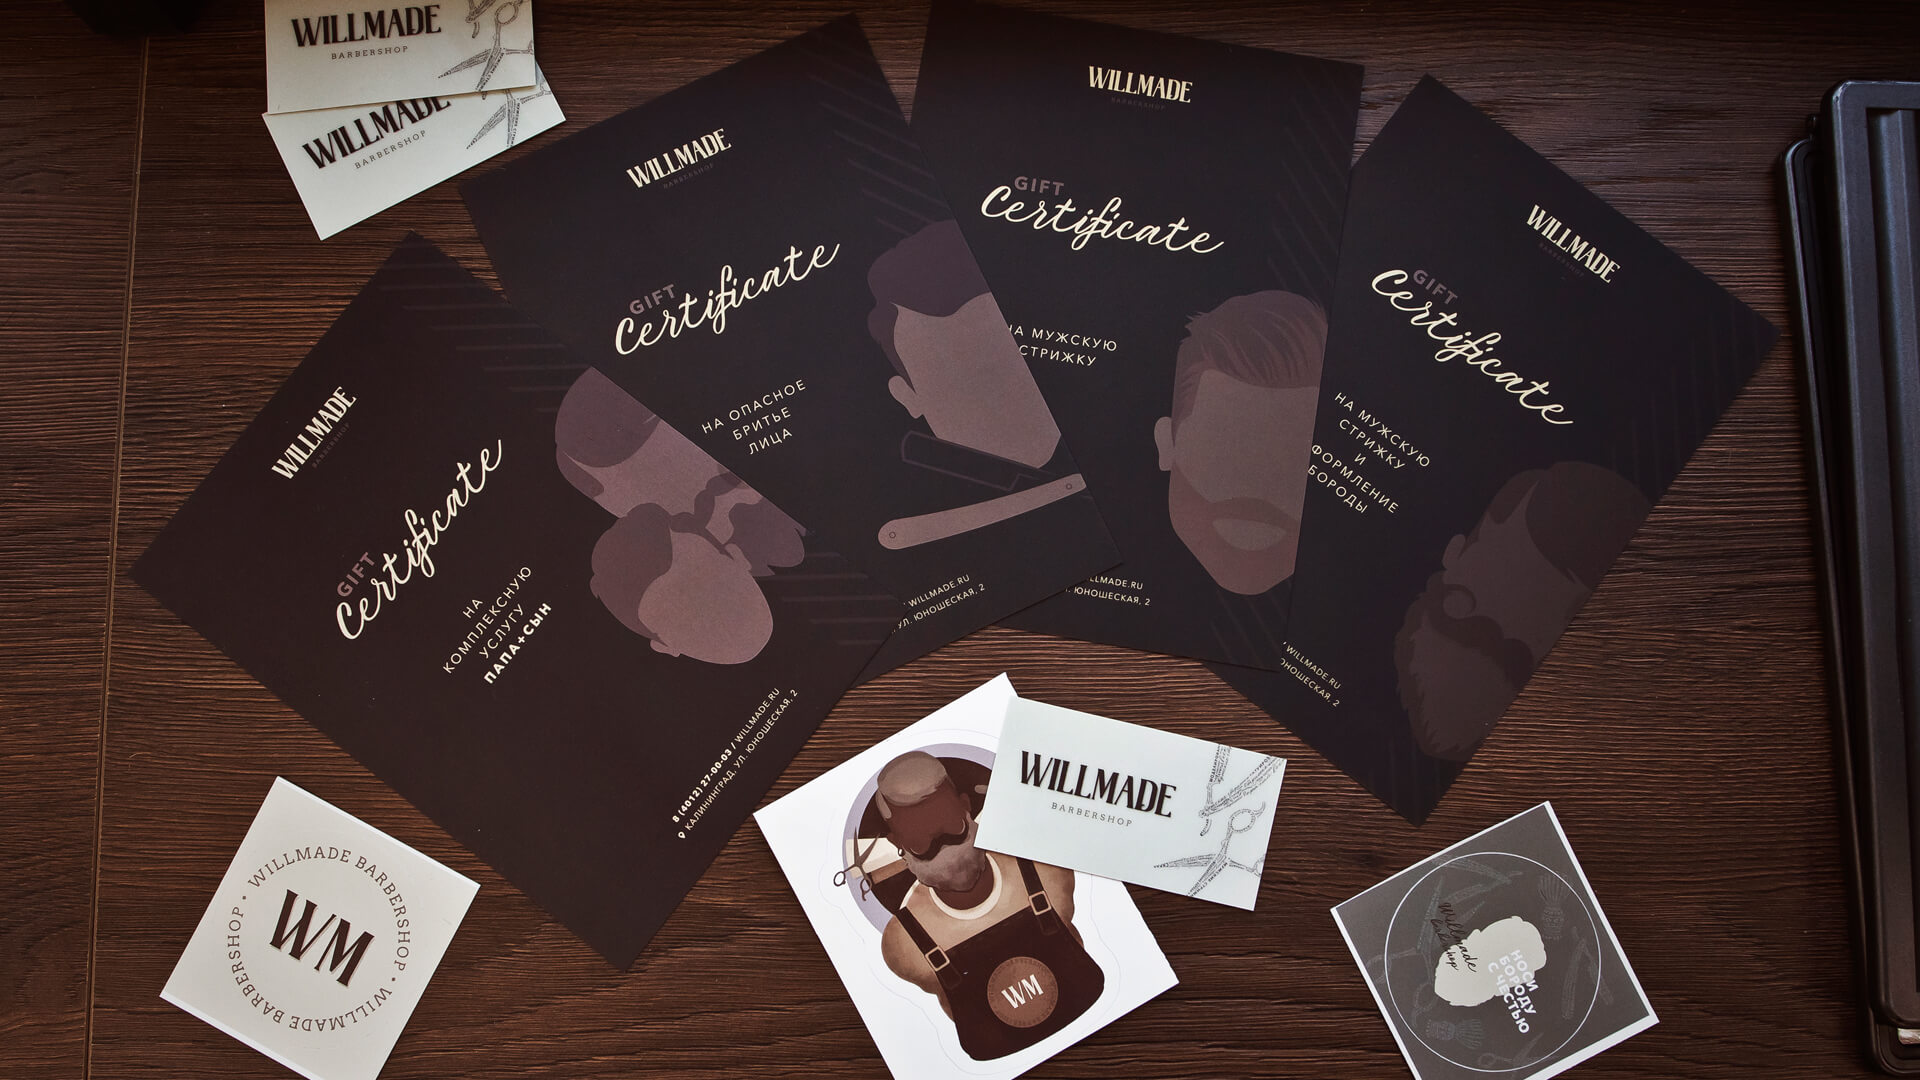 WILLMADE
BARBERSHOP
WILLMADE
BARBERSHOP
WILLMADE
BARBERSHOP
GIFT
Certificate
НА
КОМПЛЕКСНУЮ
УСЛУГУ
ПАПА+СЫН
8 (4012) 27-00-03 / WILLMADE.RU
КАЛИНИНГРАД, УЛ. ЮНОШЕСКАЯ, 2
WILLMADE
BARBERSHOP
GIFT
Certificate
НА ОПАСНОЕ
БРИТЬЕ
ЛИЦА
WILLMADE.RU
УЛ. ЮНОШЕСКАЯ, 2
WILLMADE
BARBERSHOP
GIFT
Certificate
НА МУЖСКУЮ
СТРИЖКУ
LLMADE.RU
ЮНОШЕСКАЯ, 2
WILLMADE
BARBERSHOP
GIFT
Certificate
НА МУЖСКУЮ
СТРИЖКУ
И
ФОРМЛЕНИЕ
БОРОДЫ
WILLMADE.RU
ЮНОШЕСКАЯ, 2
WILLMADE BARBERSHOP • WILLMADE BARBERSHOP •
WM
WM
WILLMADE
BARBERSHOP
Willmade
barbershop
НОСИ
БОРОДУ
С ЧЕСТЬЮ